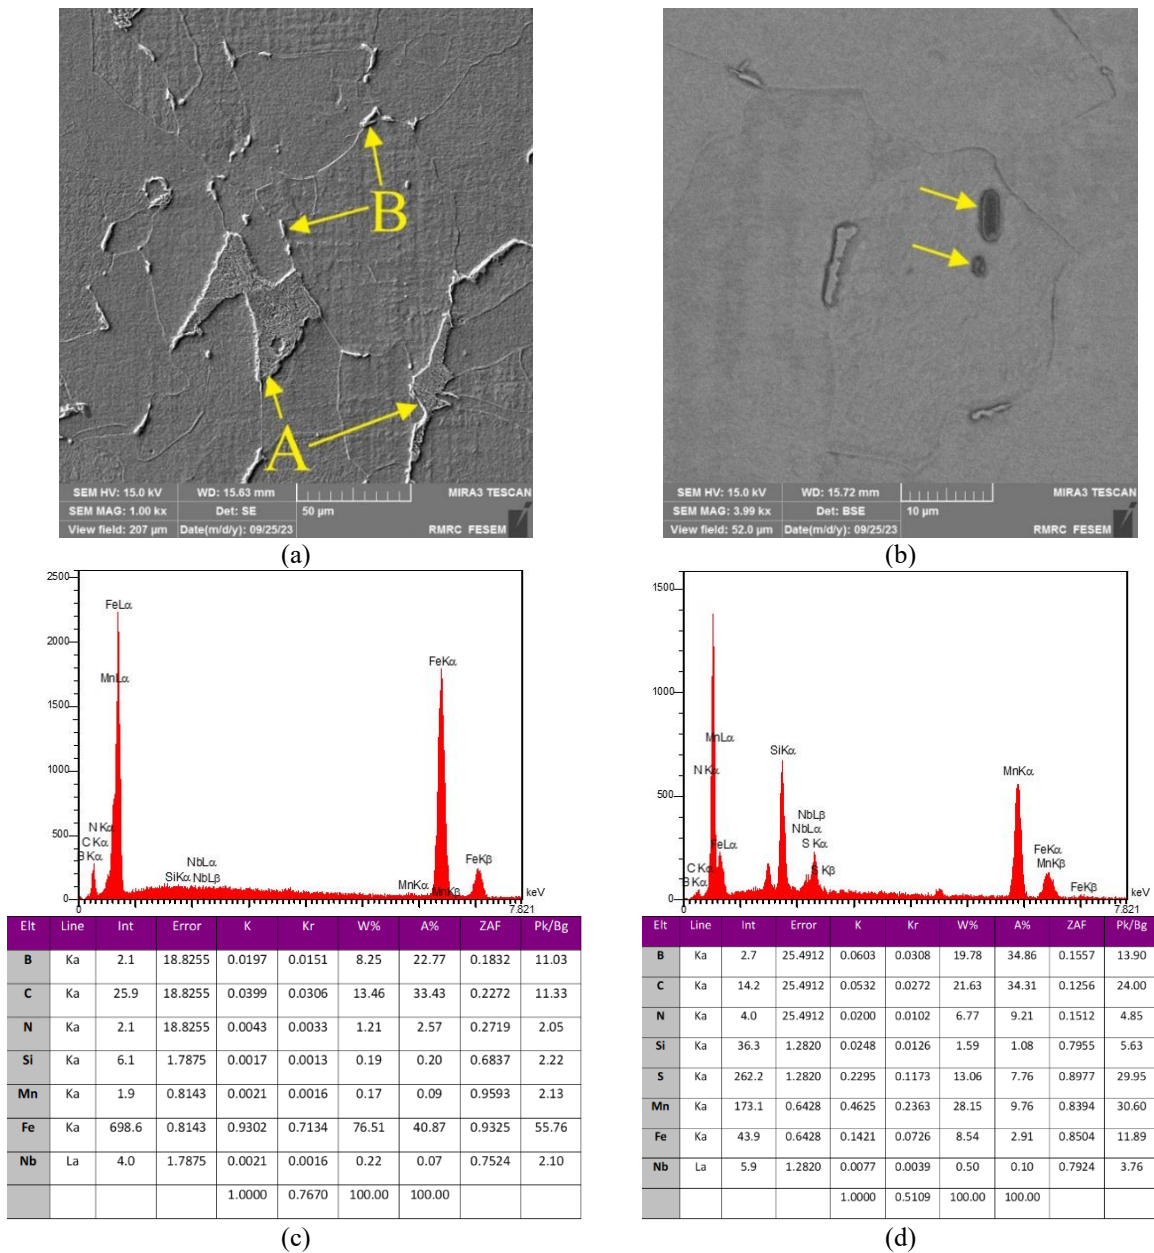 B
A
SEM HV: 15.0 kV WD: 15.63 mm MIRA3 TESCAN
SEM MAG: 1.00 kx Det: SE 50 µm
View field: 207 µm Date(m/d/y): 09/25/23 RMRC FESEM
(a)
SEM HV: 15.0 kV WD: 15.72 mm MIRA3 TESCAN
SEM MAG: 3.99 kx Det: BSE 10 µm
View field: 52.0 µm Date(m/d/y): 09/25/23 RMRC FESEM
(b)
2500
2000
1500
1000
500
0
FeLα
MnLα
N Kα
C Kα
B Kα
SiKα
NbLα
NbLβ
MnKα
FeKα
MnKβ
FeKβ
keV
0
7.821
Elt Line Int Error K Kr W% A% ZAF Pk/Bg
B Ka 2.1 18.8255 0.0197 0.0151 8.25 22.77 0.1832 11.03
C Ka 25.9 18.8255 0.0399 0.0306 13.46 33.43 0.2272 11.33
N Ka 2.1 18.8255 0.0043 0.0033 1.21 2.57 0.2719 2.05
Si Ka 6.1 1.7875 0.0017 0.0013 0.19 0.20 0.6837 2.22
Mn Ka 1.9 0.8143 0.0021 0.0016 0.17 0.09 0.9593 2.13
Fe Ka 698.6 0.8143 0.9302 0.7134 76.51 40.87 0.9325 55.76
Nb La 4.0 1.7875 0.0021 0.0016 0.22 0.07 0.7524 2.10
1.0000 0.7670 100.00 100.00
(c)
1500
1000
500
0
MnLα
N Kα
C Kα
B Kα
FeLα
SiKα
NbLβ
NbLα
S Kα
S Kβ
MnKα
FeKα
MnKβ
FeKβ
keV
0
7.821
Elt Line Int Error K Kr W% A% ZAF Pk/Bg
B Ka 2.7 25.4912 0.0603 0.0308 19.78 34.86 0.1557 13.90
C Ka 14.2 25.4912 0.0532 0.0272 21.63 34.31 0.1256 24.00
N Ka 4.0 25.4912 0.0200 0.0102 6.77 9.21 0.1512 4.85
Si Ka 36.3 1.2820 0.0248 0.0126 1.59 1.08 0.7955 5.63
S Ka 262.2 1.2820 0.2295 0.1173 13.06 7.76 0.8977 29.95
Mn Ka 173.1 0.6428 0.4625 0.2363 28.15 9.76 0.8394 30.60
Fe Ka 43.9 0.6428 0.1421 0.0726 8.54 2.91 0.8504 11.89
Nb La 5.9 1.2820 0.0077 0.0039 0.50 0.10 0.7924 3.76
1.0000 0.5109 100.00 100.00
(d)